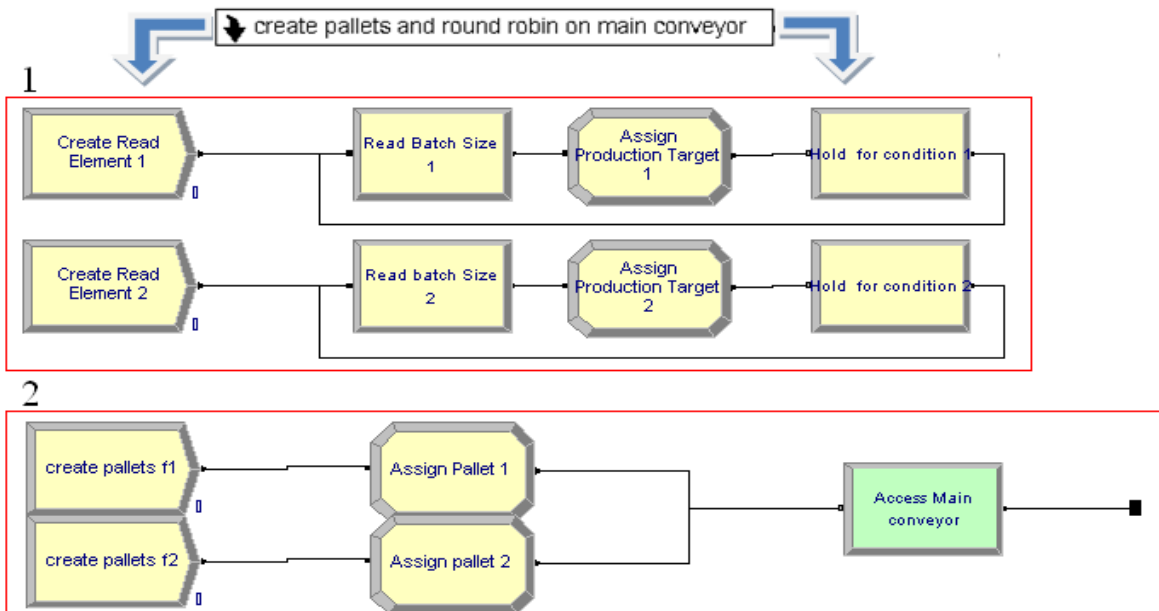 create pallets and round robin on main conveyor
1
Create Read
Element 1
Read Batch Size
1
Assign
Production Target
1
Hold for condition 1
Create Read
Element 2
Read batch Size
2
Assign
Production Target
2
Hold for condition 2
2
create pallets f1
Assign Pallet 1
Access Main
conveyor
create pallets f2
Assign pallet 2